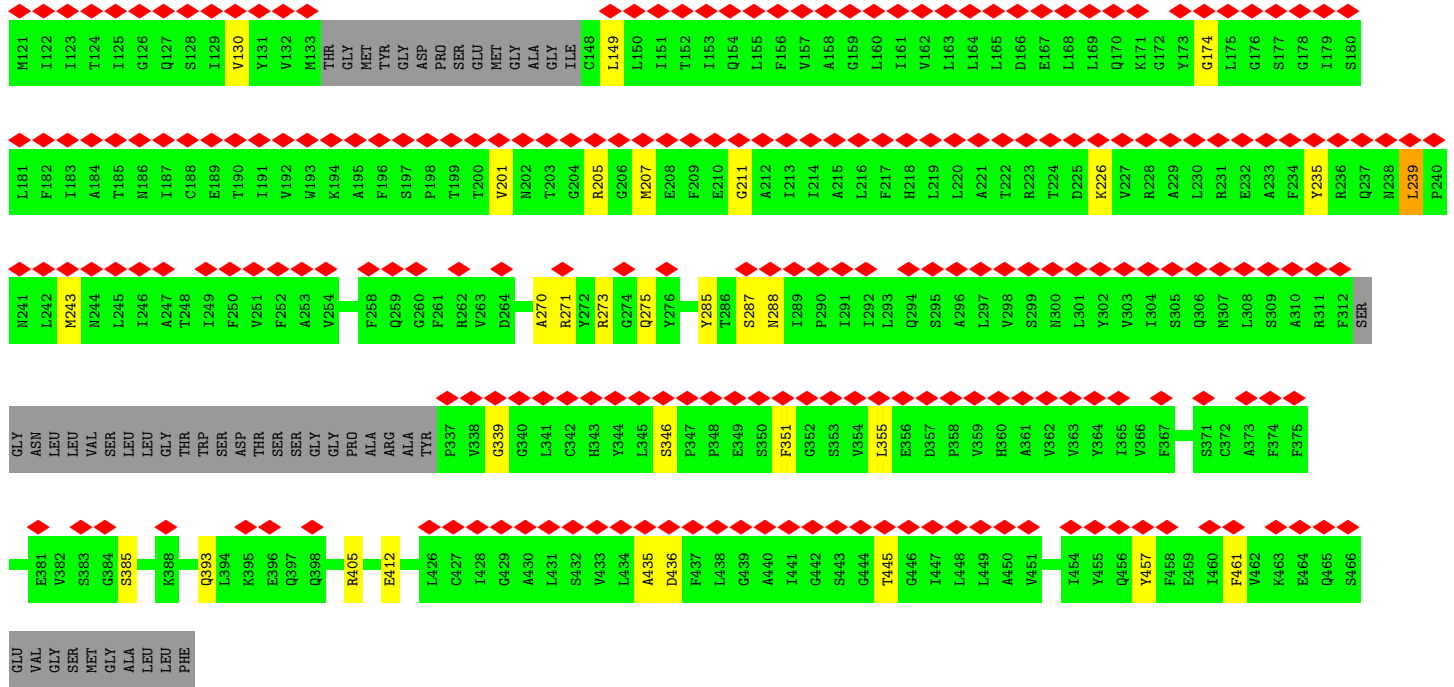 M121 I122 I123 T124 I125 G126 Q127 S128 I129 V130 Y131 V132 M133 THR GLY MET TYR GLY ASP PRO SER GLU MET GLY ALA GLY ILE C148 L149 L150 I151 T152 I153 Q154 L155 F156 V157 A158 G159 L160 I161 V162 L163 L164 L165 D166 E167 L168 L169 Q170 K171 G172 Y173 G174 L175 G176 S177 G178 I179 S180
L181 F182 I183 A184 T185 N186 I187 C188 E189 T190 I191 V192 W193 K194 A195 F196 S197 P198 T199 T200 V201 N202 T203 G204 R205 G206 M207 E208 F209 E210 G211 A212 I213 I214 A215 L216 F217 H218 L219 L220 A221 T222 R223 T224 D225 K226 V227 R228 A229 L230 R231 E232 A233 F234 Y235 R236 Q237 N238 L239 P240
N241 L242 M243 N244 L245 I246 A247 T248 I249 F250 V251 F252 A253 V254 F258 Q259 G260 F261 R262 V263 D264 A270 R271 Y272 R273 G274 Q275 Y276 Y285 T286 S287 N288 I289 P290 I291 I292 L293 Q294 S295 A296 L297 V298 S299 N300 L301 Y302 V303 I304 S305 Q306 M307 L308 S309 A310 R311 F312 SER
GLY ASN LEU LEU VAL SER LEU LEU GLY THR TRP SER ASP THR SER SER GLY GLY PRO ALA ARG ALA TYR P337 V338 G339 G340 L341 C342 H343 Y344 L345 S346 P347 P348 E349 S350 F351 G352 S353 V354 L355 E356 D357 P358 V359 H360 A361 V362 V363 Y364 I365 V366 F367 S371 C372 A373 F374 F375
E381 V382 S383 G384 S385 K388 Q393 L394 K395 E396 Q397 Q398 R405 E412 L426 C427 I428 G429 A430 L431 S432 V433 L434 A435 D436 F437 L438 G439 A440 I441 G442 S443 G444 T445 G446 I447 L448 L449 A450 V451 I454 Y455 Q456 Y457 F458 E459 I460 F461 V462 K463 E464 Q465 S466
GLU VAL GLY SER MET GLY ALA LEU LEU PHE